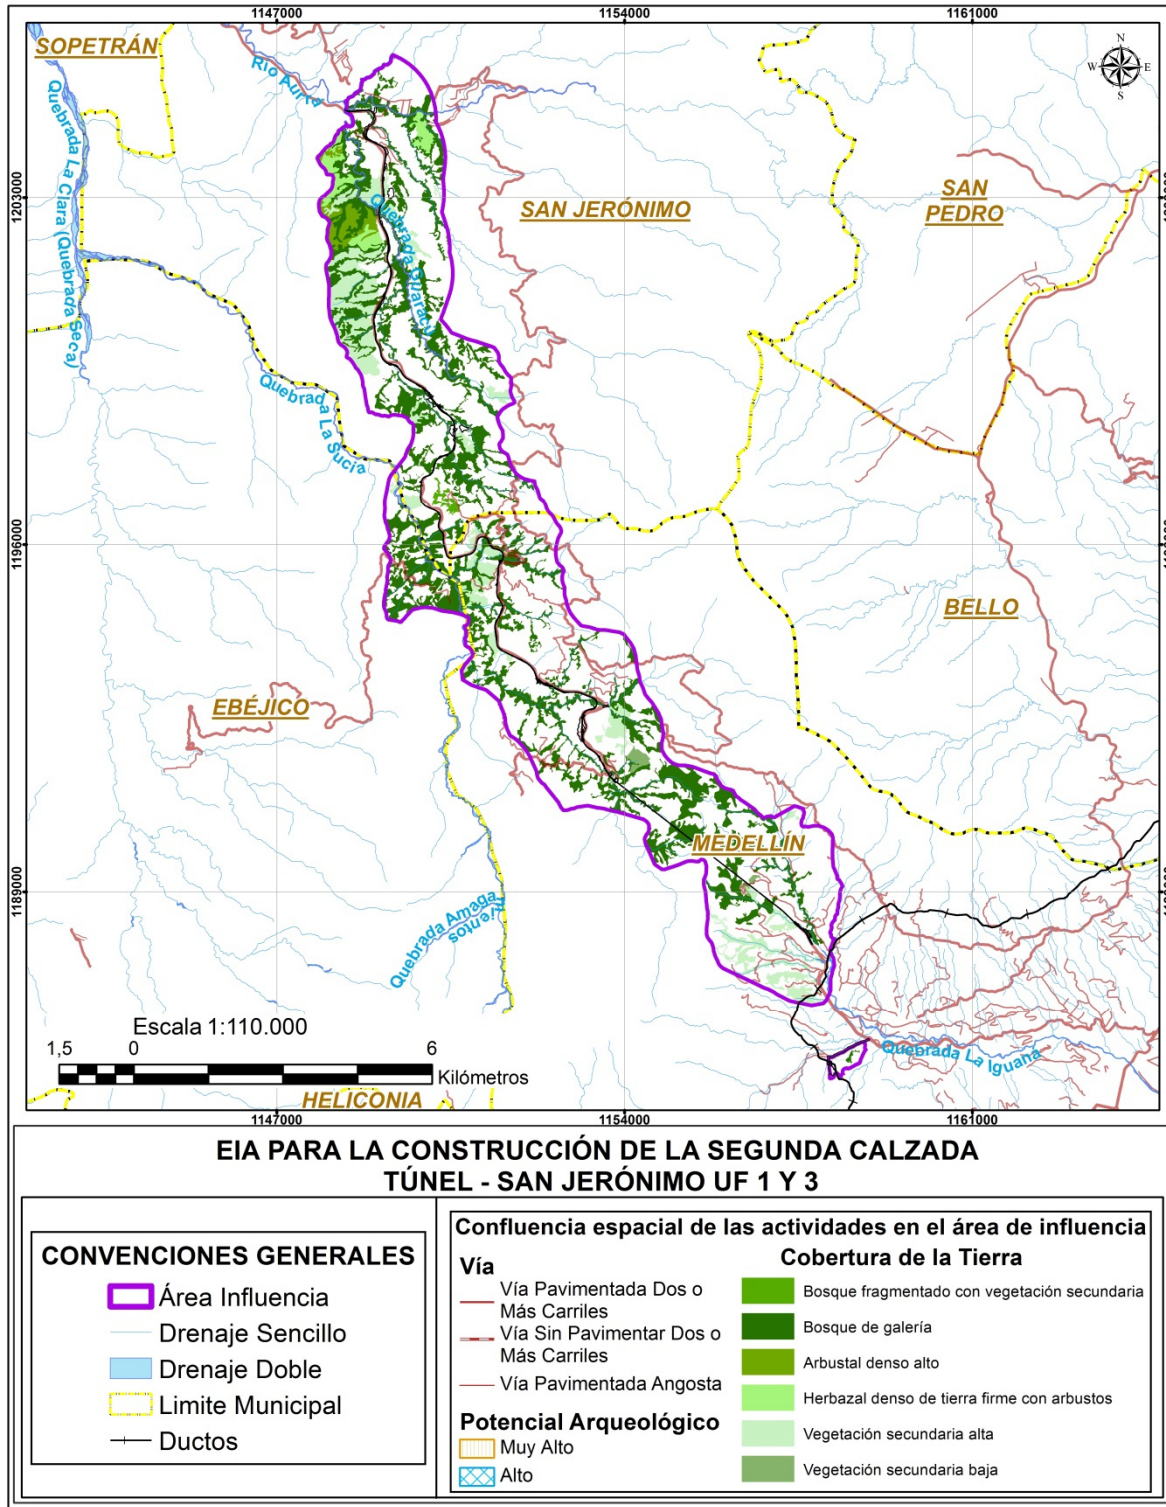 1147000
1154000
1161000
SOPETRÁN
N
W
E
S
Río Aurrá
Quebrada La Clara (Quebrada Seca)
1203000
SAN JERÓNIMO
SAN
PEDRO
Quebrada Guaracú
Quebrada La Sucia
1196000
BELLO
EBÉJICO
MEDELLÍN
1189000
Quebrada Amaga
Quebrada La Iguaná
Escala 1:110.000
1,5 0 6
Kilómetros
HELICONIA
1147000
1154000
1161000
EIA PARA LA CONSTRUCCIÓN DE LA SEGUNDA CALZADA
TÚNEL - SAN JERÓNIMO UF 1 Y 3
CONVENCIONES GENERALES
Área Influencia
Drenaje Sencillo
Drenaje Doble
Limite Municipal
Ductos
Confluencia espacial de las actividades en el área de influencia
Vía
Vía Pavimentada Dos o
Más Carriles
Vía Sin Pavimentar Dos o
Más Carriles
Vía Pavimentada Angosta
Potencial Arqueológico
Muy Alto
Alto
Cobertura de la Tierra
Bosque fragmentado con vegetación secundaria
Bosque de galería
Arbustal denso alto
Herbazal denso de tierra firme con arbustos
Vegetación secundaria alta
Vegetación secundaria baja